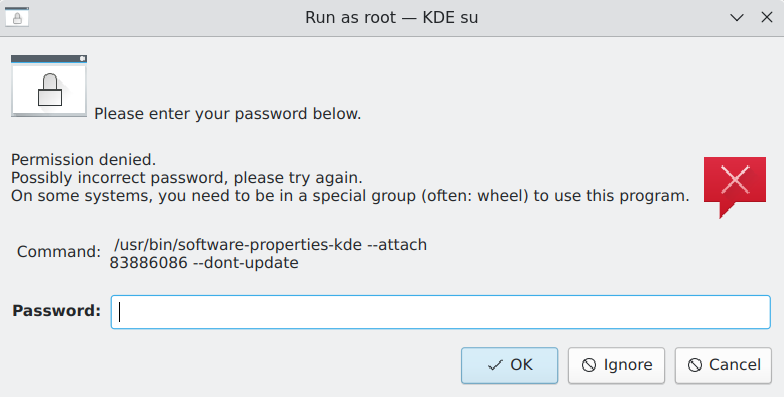 Run as root — KDE su
Please enter your password below.
Permission denied.
Possibly incorrect password, please try again.
On some systems, you need to be in a special group (often: wheel) to use this program.
Command: /usr/bin/software-properties-kde --attach
83886086 --dont-update
Password:
OK Ignore Cancel